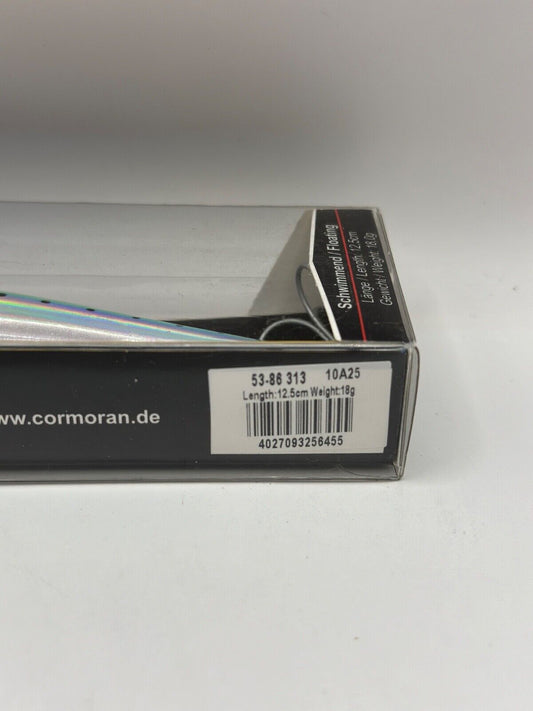 Schwimmend / Floating
Länge / Length: 12.5cm
Gewicht / Weight: 18.0g
53-86 313 10A25
Length:12.5cm Weight:18g
4027093256455
ww.cormoran.de